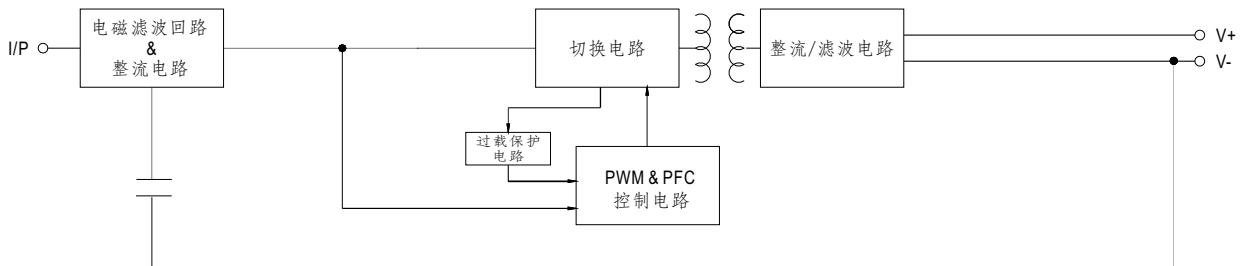 电磁滤波回路
&
整流电路
I/P
切换电路
整流/滤波电路
V+
V-
过载保护
电路
PWM & PFC
控制电路